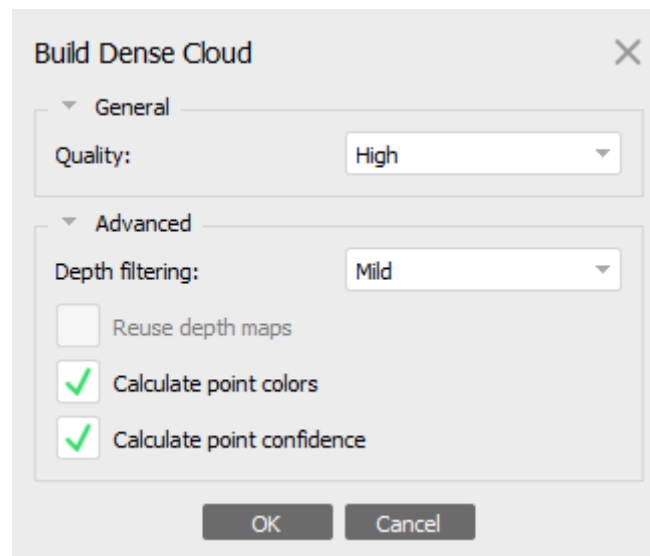 Build Dense Cloud
General
Quality: High
Advanced
Depth filtering: Mild
Reuse depth maps
Calculate point colors
Calculate point confidence
OK Cancel